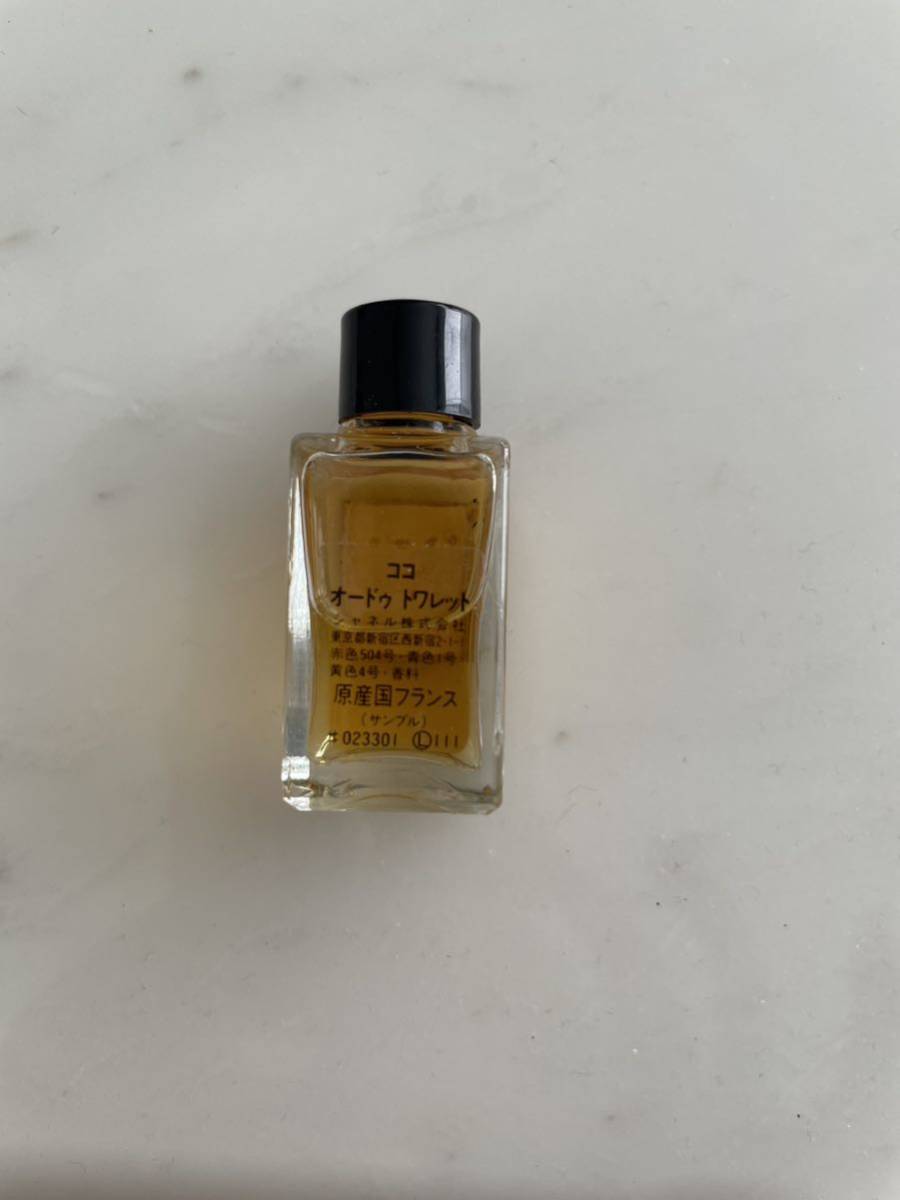 ココ
オードゥ トワレット
シャネル株式会社
東京都新宿区西新宿2-1-1
赤色504号・青色1号
黄色4号・香料
原産国フランス
(サンプル)
#023301 Ⓛ111